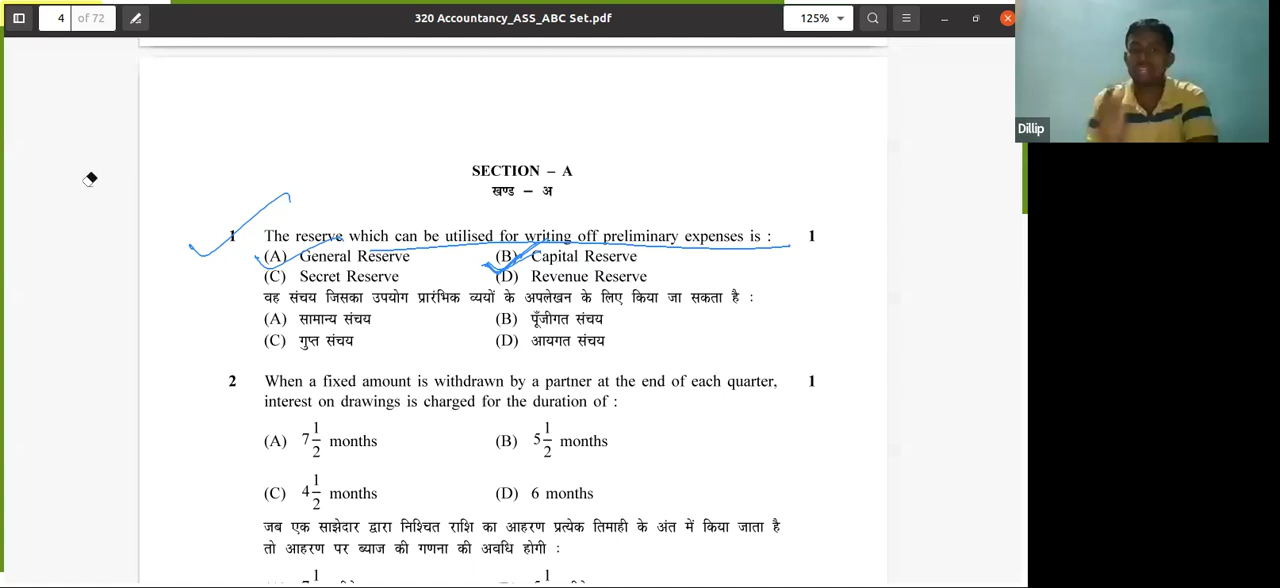 4 of 72
320 Accountancy_ASS_ABC Set.pdf
125%
Dillip
SECTION – A
खण्ड – अ
1 The reserve which can be utilised for writing off preliminary expenses is : 1
(A) General Reserve (B) Capital Reserve
(C) Secret Reserve (D) Revenue Reserve
वह संचय जिसका उपयोग प्रारंभिक व्ययों के अपलेखन के लिए किया जा सकता है :
(A) सामान्य संचय (B) पूँजीगत संचय
(C) गुप्त संचय (D) आयगत संचय
2 When a fixed amount is withdrawn by a partner at the end of each quarter, 1
interest on drawings is charged for the duration of :
(A) 7 1/2 months (B) 5 1/2 months
(C) 4 1/2 months (D) 6 months
जब एक साझेदार द्वारा निश्चित राशि का आहरण प्रत्येक तिमाही के अंत में किया जाता है
तो आहरण पर ब्याज की गणना की अवधि होगी :